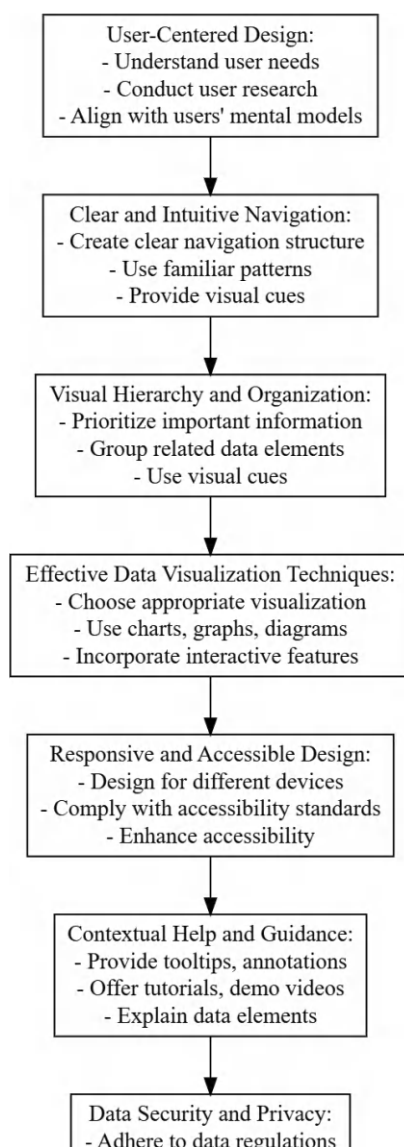 User-Centered Design:
- Understand user needs
- Conduct user research
- Align with users' mental models
Clear and Intuitive Navigation:
- Create clear navigation structure
- Use familiar patterns
- Provide visual cues
Visual Hierarchy and Organization:
- Prioritize important information
- Group related data elements
- Use visual cues
Effective Data Visualization Techniques:
- Choose appropriate visualization
- Use charts, graphs, diagrams
- Incorporate interactive features
Responsive and Accessible Design:
- Design for different devices
- Comply with accessibility standards
- Enhance accessibility
Contextual Help and Guidance:
- Provide tooltips, annotations
- Offer tutorials, demo videos
- Explain data elements
Data Security and Privacy:
- Adhere to data regulations